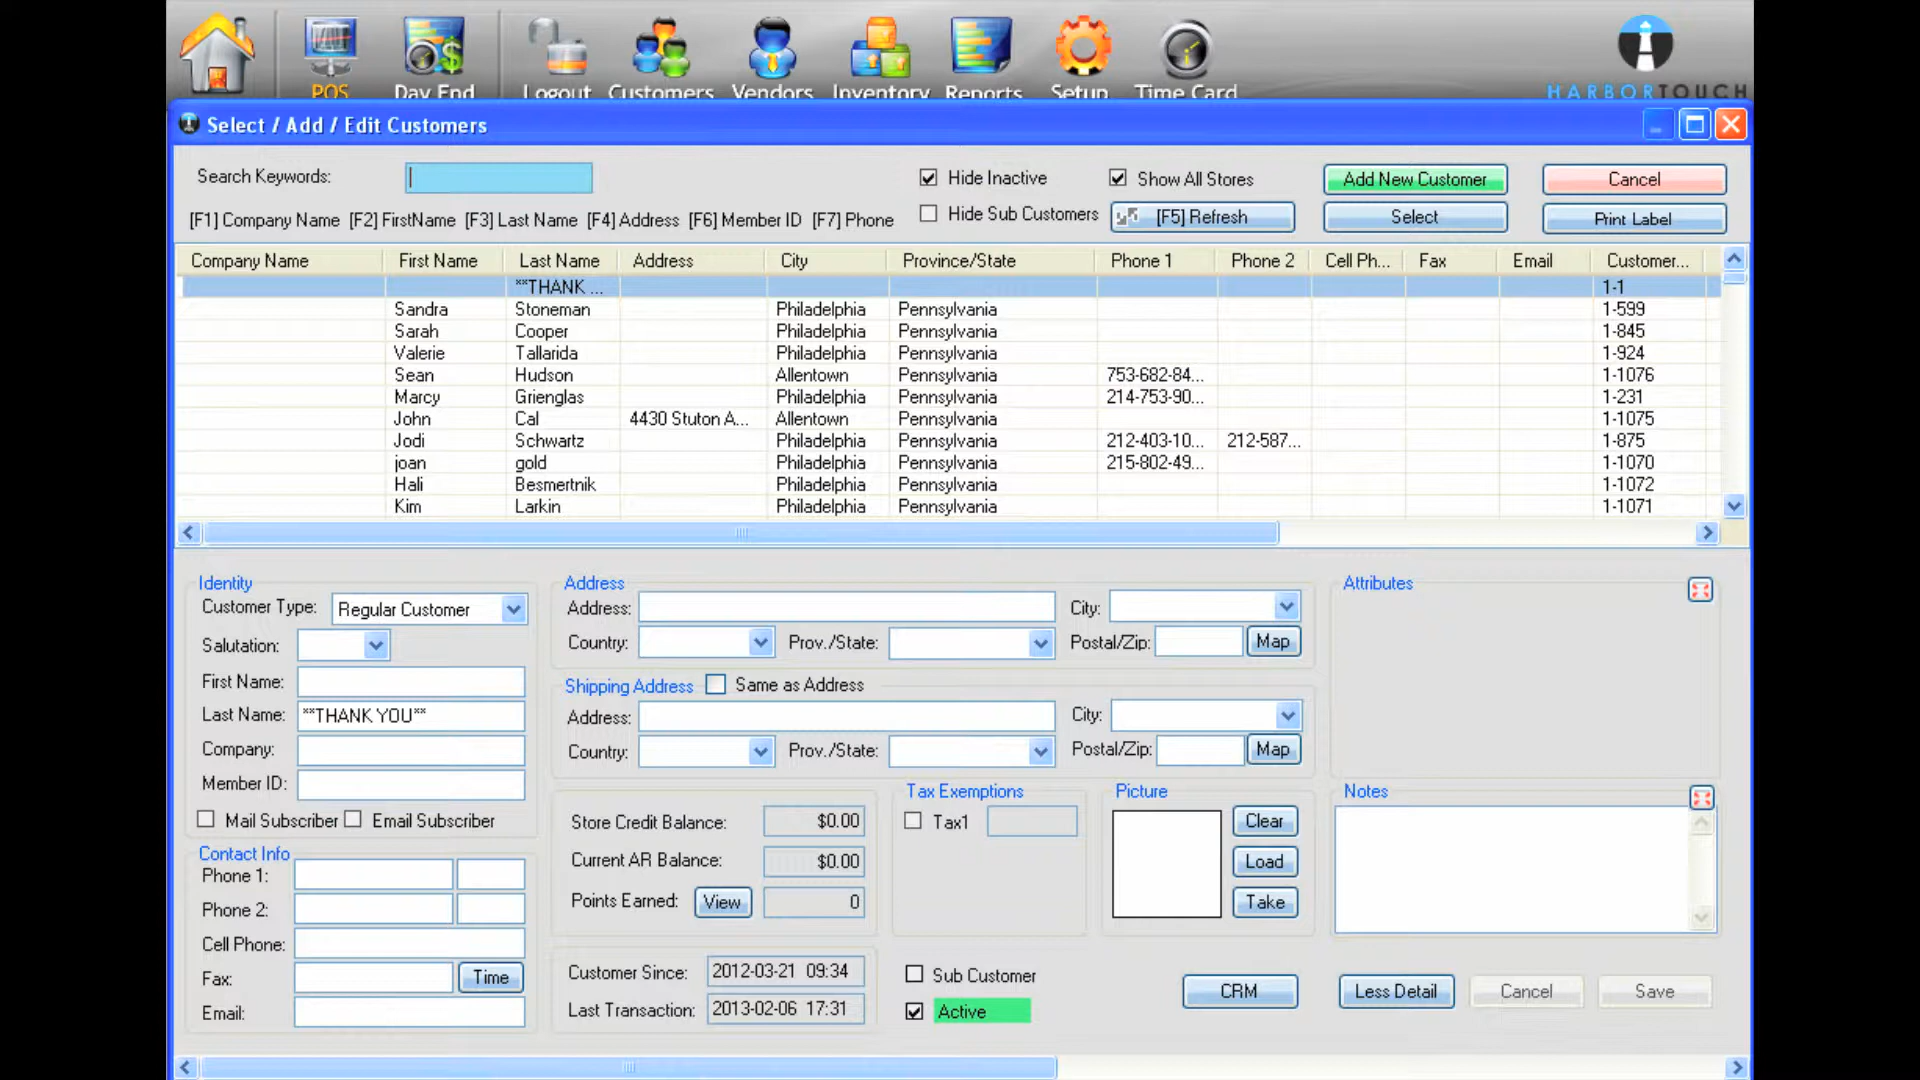 POS Day End Logout Customers Vendors Inventory Reports Setup Time Card HARBORTOUCH
Select / Add / Edit Customers
Search Keywords: Hide Inactive Show All Stores Add New Customer Cancel
[F1] Company Name [F2] FirstName [F3] Last Name [F4] Address [F6] Member ID [F7] Phone Hide Sub Customers [F5] Refresh Select Print Label
Company Name First Name Last Name Address City Province/State Phone 1 Phone 2 Cell Ph... Fax Email Customer...
**THANK ... 1-1
Sandra Stoneman Philadelphia Pennsylvania 1-599
Sarah Cooper Philadelphia Pennsylvania 1-845
Valerie Tallarida Philadelphia Pennsylvania 1-924
Sean Hudson Allentown Pennsylvania 753-682-84... 1-1076
Marcy Grienglas Philadelphia Pennsylvania 214-753-90... 1-231
John Cal 4430 Stuton A... Allentown Pennsylvania 1-1075
Jodi Schwartz Philadelphia Pennsylvania 212-403-10... 212-587... 1-875
joan gold Philadelphia Pennsylvania 215-802-49... 1-1070
Hali Besmertnik Philadelphia Pennsylvania 1-1072
Kim Larkin Philadelphia Pennsylvania 1-1071
Identity
Customer Type: Regular Customer
Salutation:
First Name:
Last Name: **THANK YOU**
Company:
Member ID:
Mail Subscriber Email Subscriber
Contact Info
Phone 1:
Phone 2:
Cell Phone:
Fax: Time
Email:
Address
Address: City:
Country: Prov./State: Postal/Zip: Map
Shipping Address Same as Address
Address: City:
Country: Prov./State: Postal/Zip: Map
Store Credit Balance: $0.00
Current AR Balance: $0.00
Points Earned: View 0
Customer Since: 2012-03-21 09:34
Last Transaction: 2013-02-06 17:31
Tax Exemptions
Tax1
Sub Customer
Active
Picture
Clear
Load
Take
CRM
Attributes
Notes
Less Detail Cancel Save